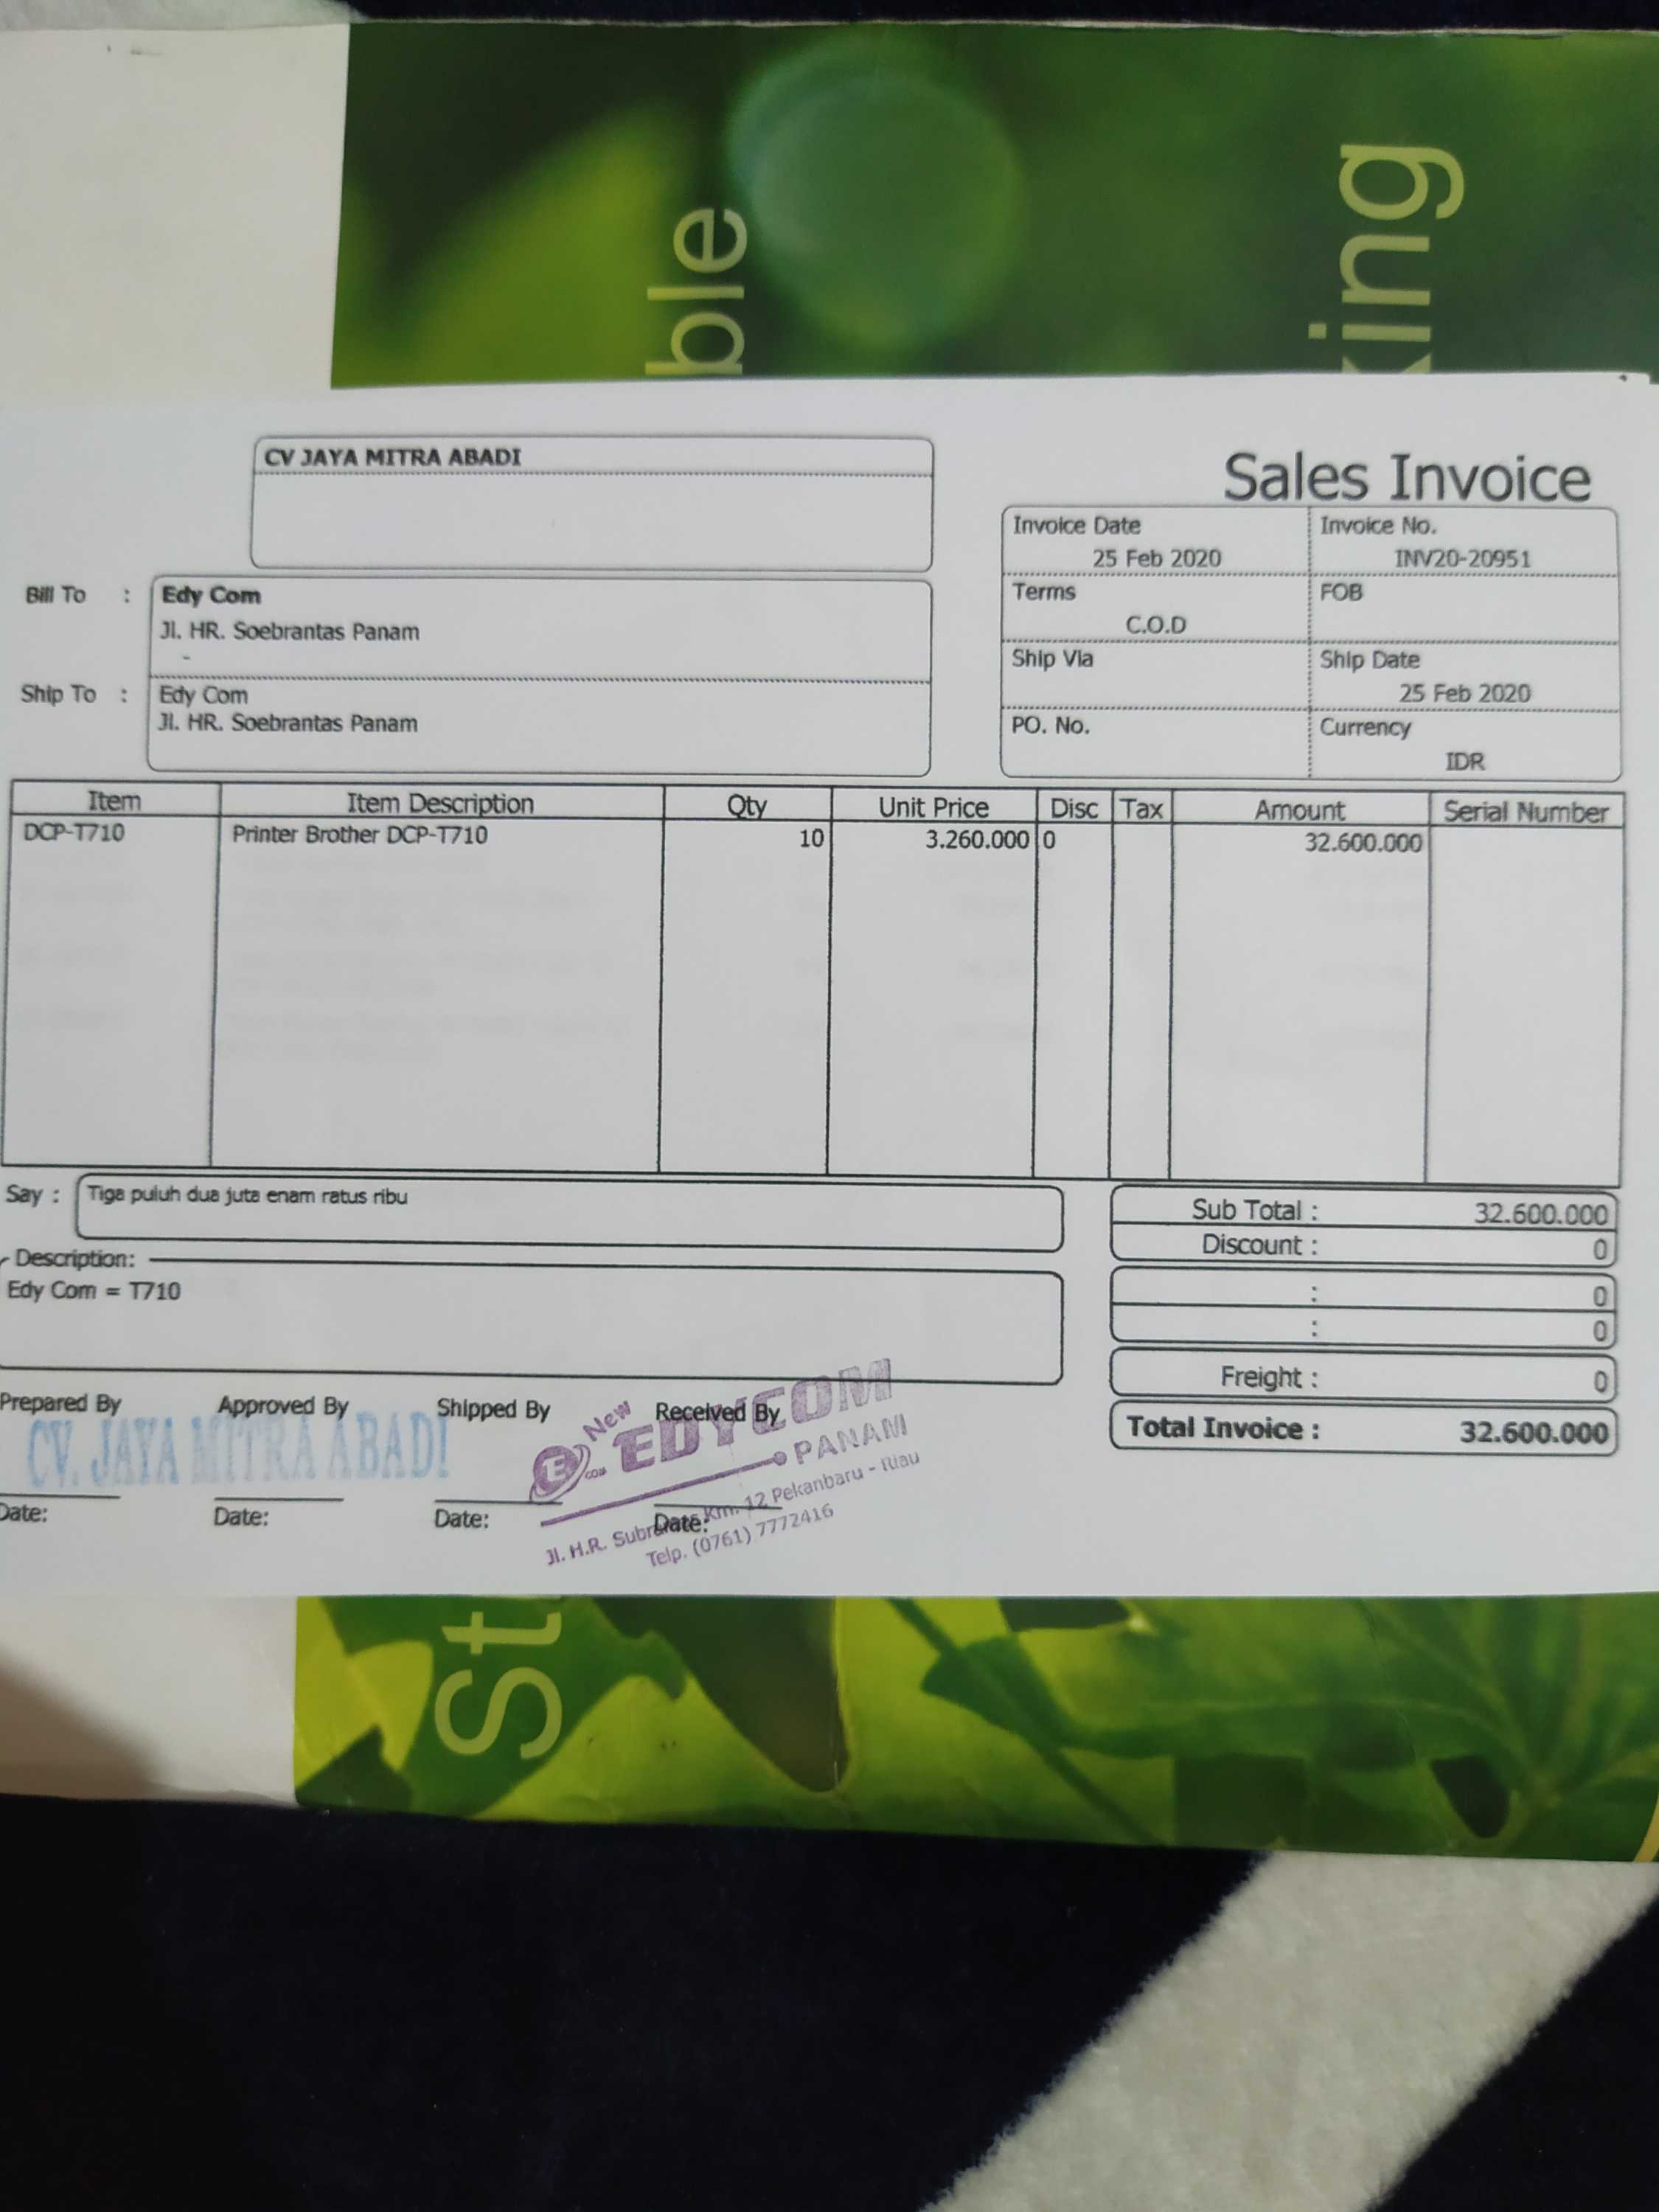 ble
king
CV JAYA MITRA ABADI
Sales Invoice
Invoice Date
25 Feb 2020
Invoice No.
INV20-20951
Terms
C.O.D
FOB
Ship Via
Ship Date
25 Feb 2020
PO. No.
Currency
IDR
Bill To :
Edy Com
Jl. HR. Soebrantas Panam
-
Ship To :
Edy Com
Jl. HR. Soebrantas Panam
Item Item Description Qty Unit Price Disc Tax Amount Serial Number
DCP-T710 Printer Brother DCP-T710 10 3.260.000 0 32.600.000
Say : Tiga puluh dua juta enam ratus ribu
Description:
Edy Com = T710
Sub Total : 32.600.000
Discount : 0
: 0
: 0
Freight : 0
Total Invoice : 32.600.000
Prepared By Approved By Shipped By Received By
CV. JAYA MITRA ABADI
Date: Date: Date: Date:
E com New EDYCOM
PANAM
Jl. H.R. Km. 12 Pekanbaru - Riau
Telp. (0761) 7772416
St